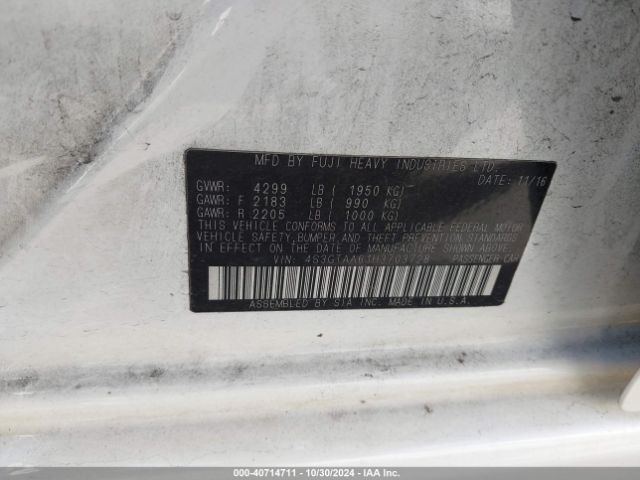 MFD BY FUJI HEAVY INDUSTRIES LTD.
DATE: 11/16
GVWR: 4299 LB ( 1950 KG)
GAWR: F 2183 LB ( 990 KG)
GAWR: R 2205 LB ( 1000 KG)
THIS VEHICLE CONFORMS TO ALL APPLICABLE FEDERAL MOTOR
VEHICLE SAFETY, BUMPER AND THEFT PREVENTION STANDARDS
IN EFFECT ON THE DATE OF MANUFACTURE SHOWN ABOVE.
VIN: 4S3GTAA63H3703728 PASSENGER CAR
ASSEMBLED BY SIA INC. MADE IN U.S.A.
000-40714711 - 10/30/2024 - IAA Inc.